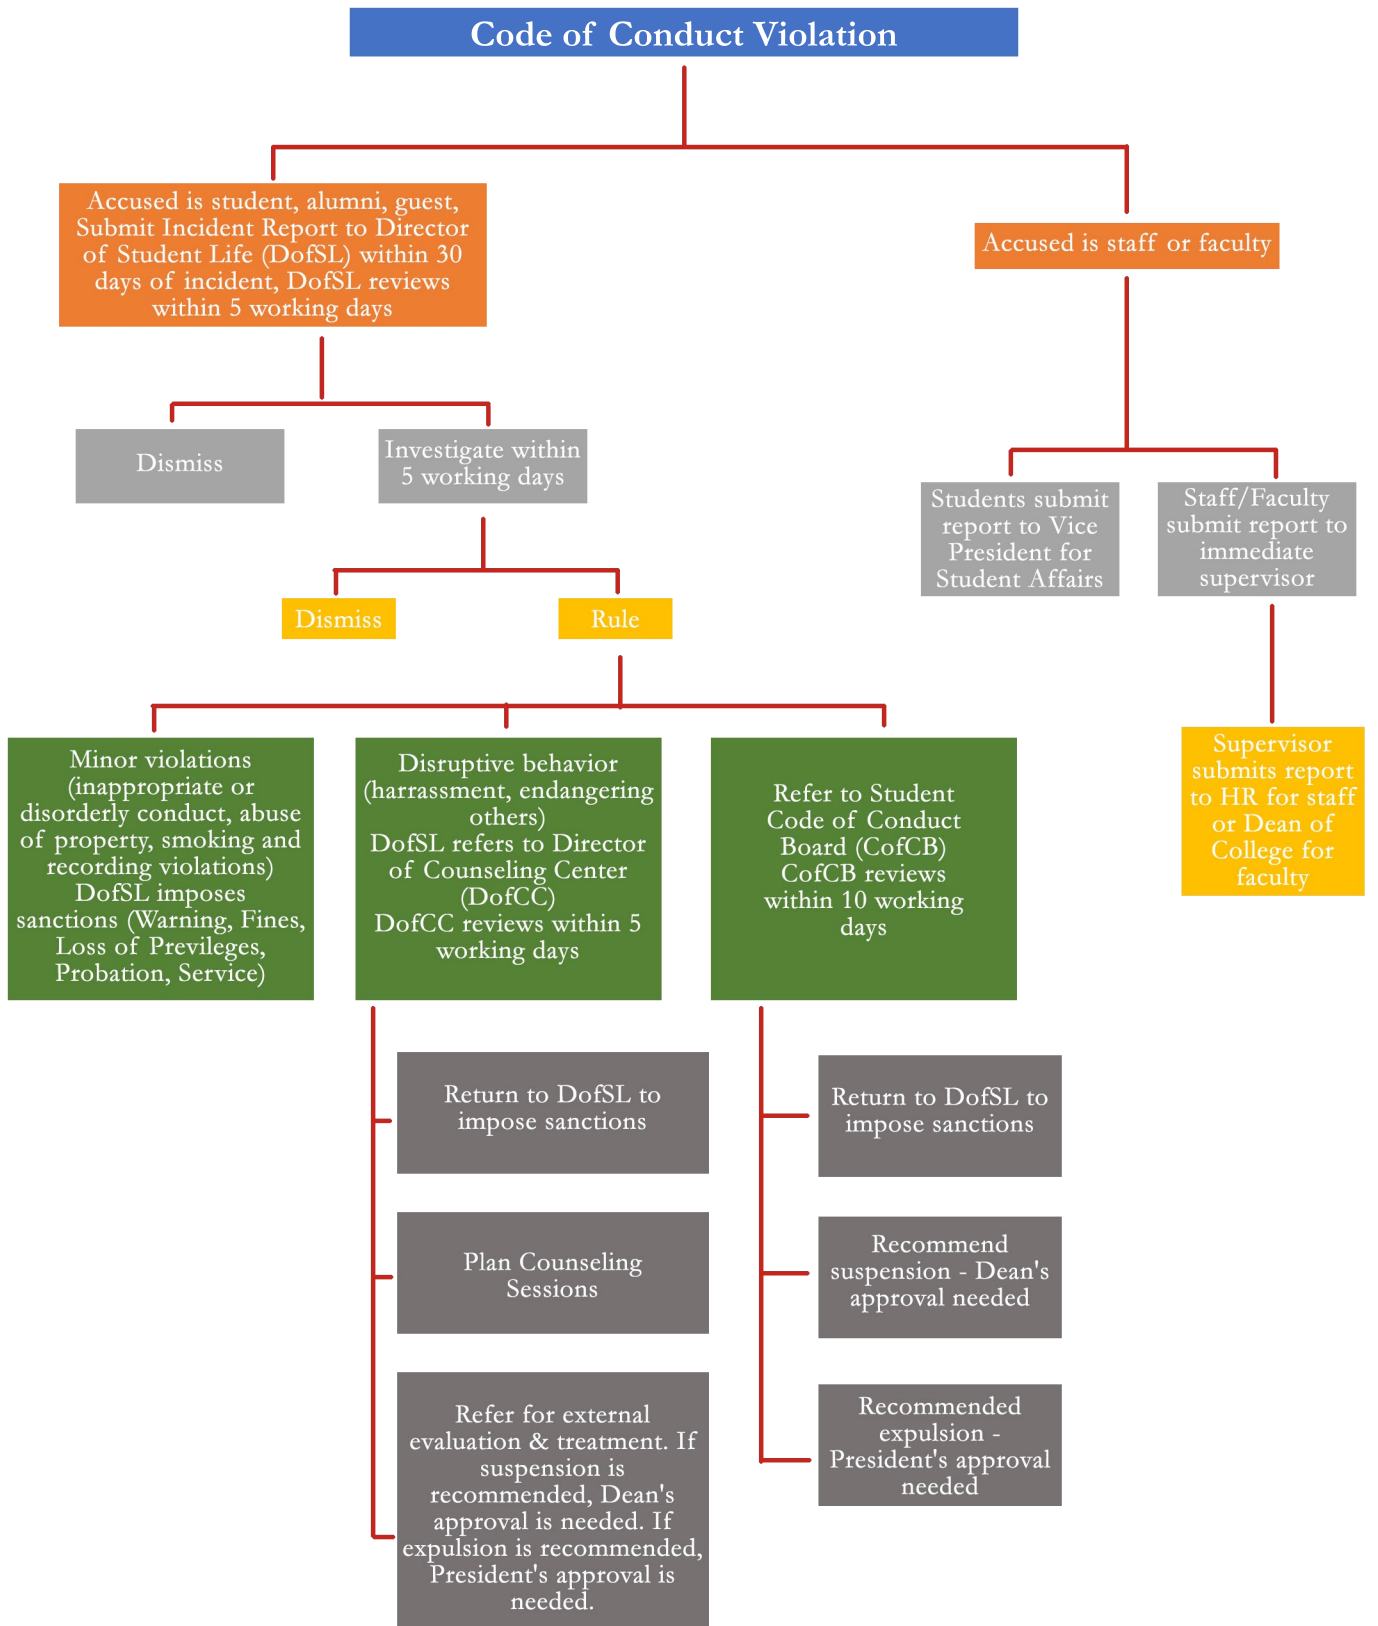 Code of Conduct Violation
Accused is student, alumni, guest,
Submit Incident Report to Director
of Student Life (DofSL) within 30
days of incident, DofSL reviews
within 5 working days
Accused is staff or faculty
Dismiss
Investigate within
5 working days
Students submit
report to Vice
President for
Student Affairs
Staff/Faculty
submit report to
immediate
supervisor
Dismiss
Rule
Minor violations
(inappropriate or
disorderly conduct, abuse
of property, smoking and
recording violations)
DofSL imposes
sanctions (Warning, Fines,
Loss of Previleges,
Probation, Service)
Disruptive behavior
(harrassment, endangering
others)
DofSL refers to Director
of Counseling Center
(DofCC)
DofCC reviews within 5
working days
Refer to Student
Code of Conduct
Board (CofCB)
CofCB reviews
within 10 working
days
Supervisor
submits report
to HR for staff
or Dean of
College for
faculty
Return to DofSL to
impose sanctions
Plan Counseling
Sessions
Refer for external
evaluation & treatment. If
suspension is
recommended, Dean's
approval is needed. If
expulsion is recommended,
President's approval is
needed.
Return to DofSL to
impose sanctions
Recommend
suspension - Dean's
approval needed
Recommended
expulsion -
President's approval
needed